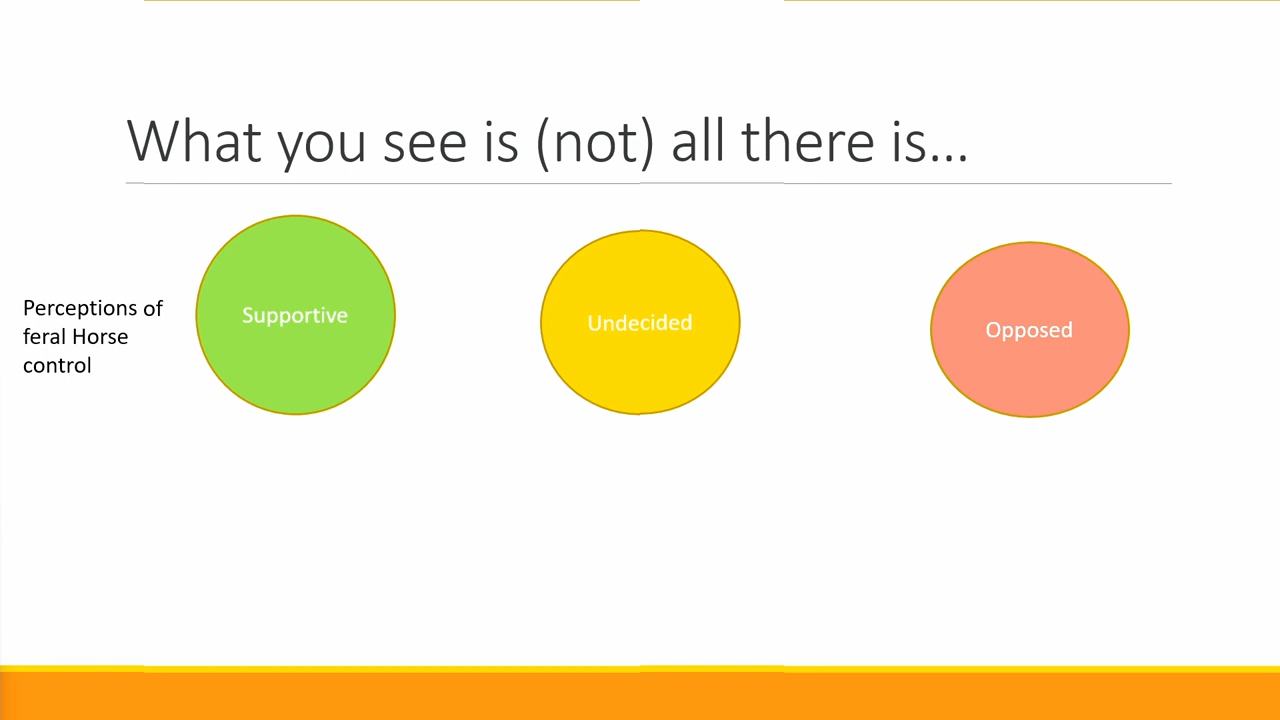 What you see is (not) all there is...
Perceptions of
feral Horse
control
Supportive
Undecided
Opposed